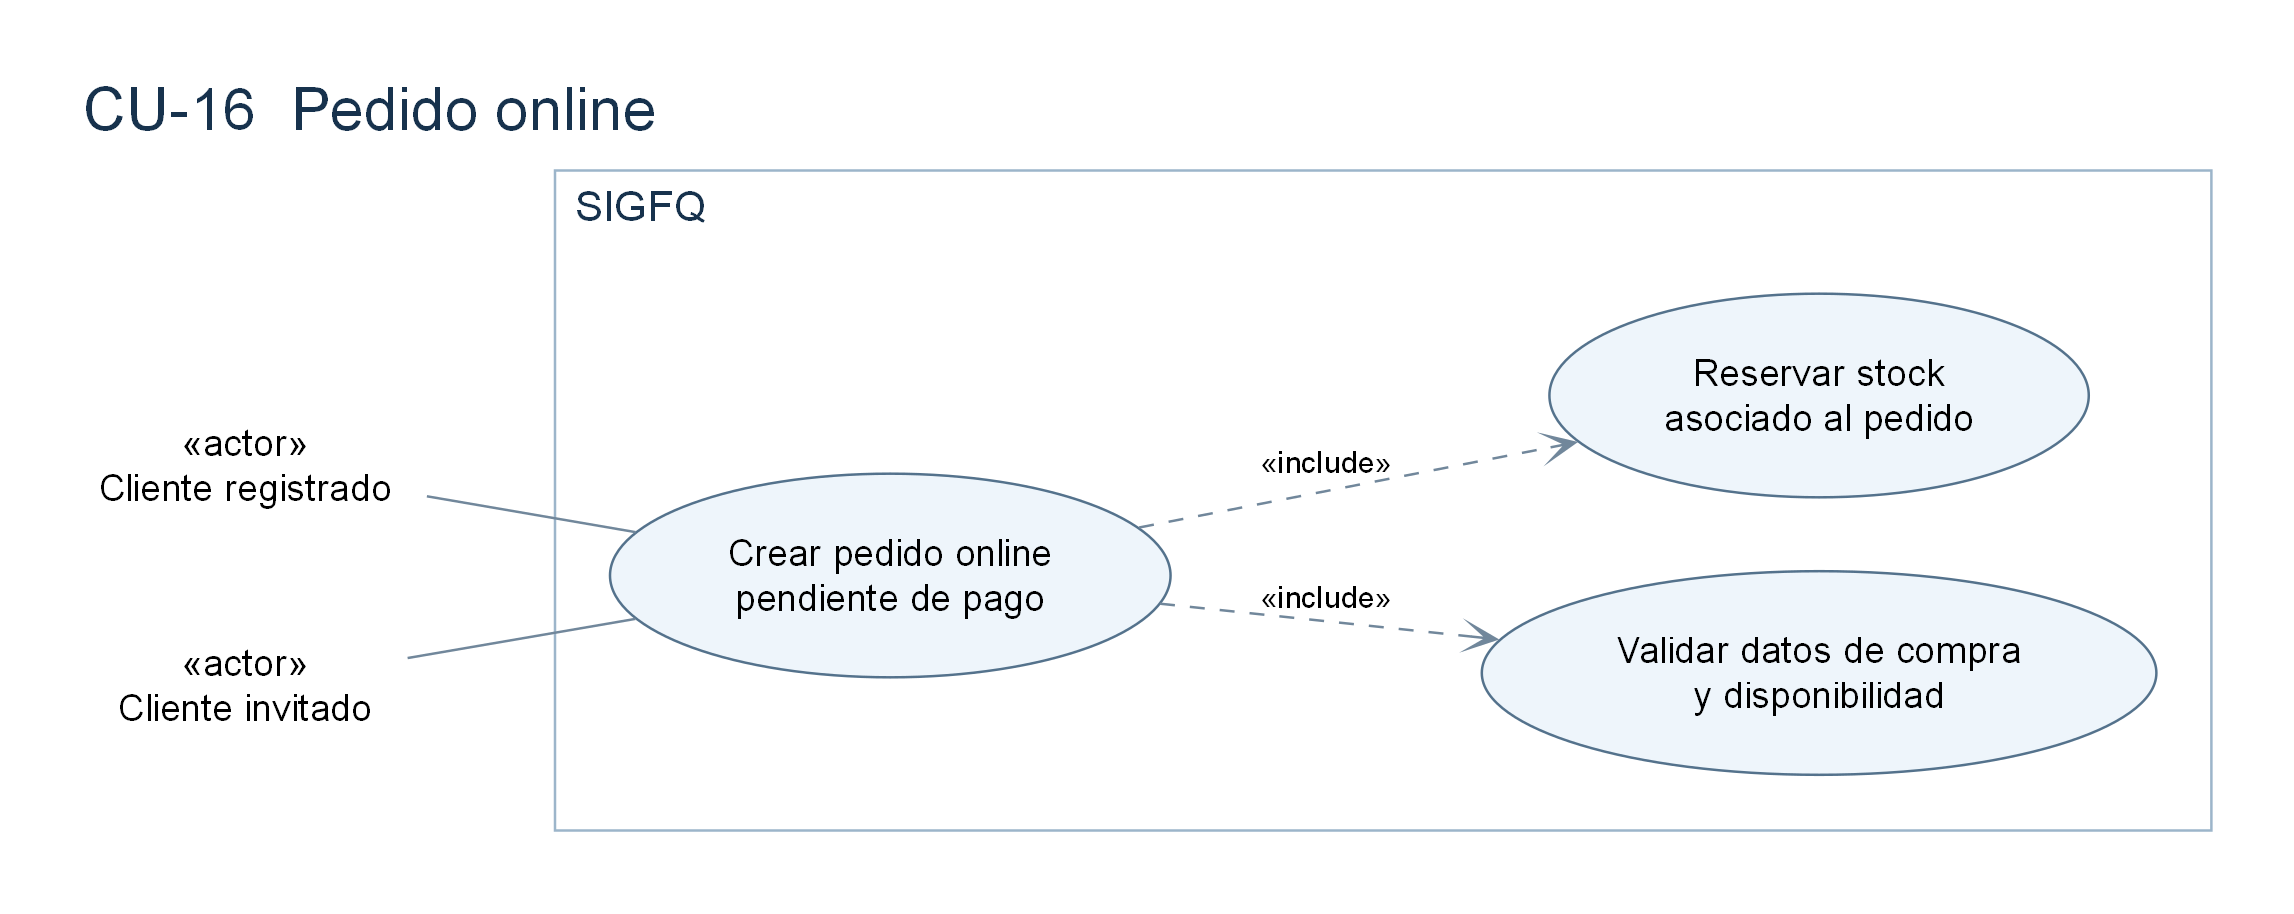 CU-16  Pedido online
SIGFQ
«actor»
Cliente registrado
«actor»
Cliente invitado
Crear pedido online
pendiente de pago
«include»
«include»
Reservar stock
asociado al pedido
Validar datos de compra
y disponibilidad